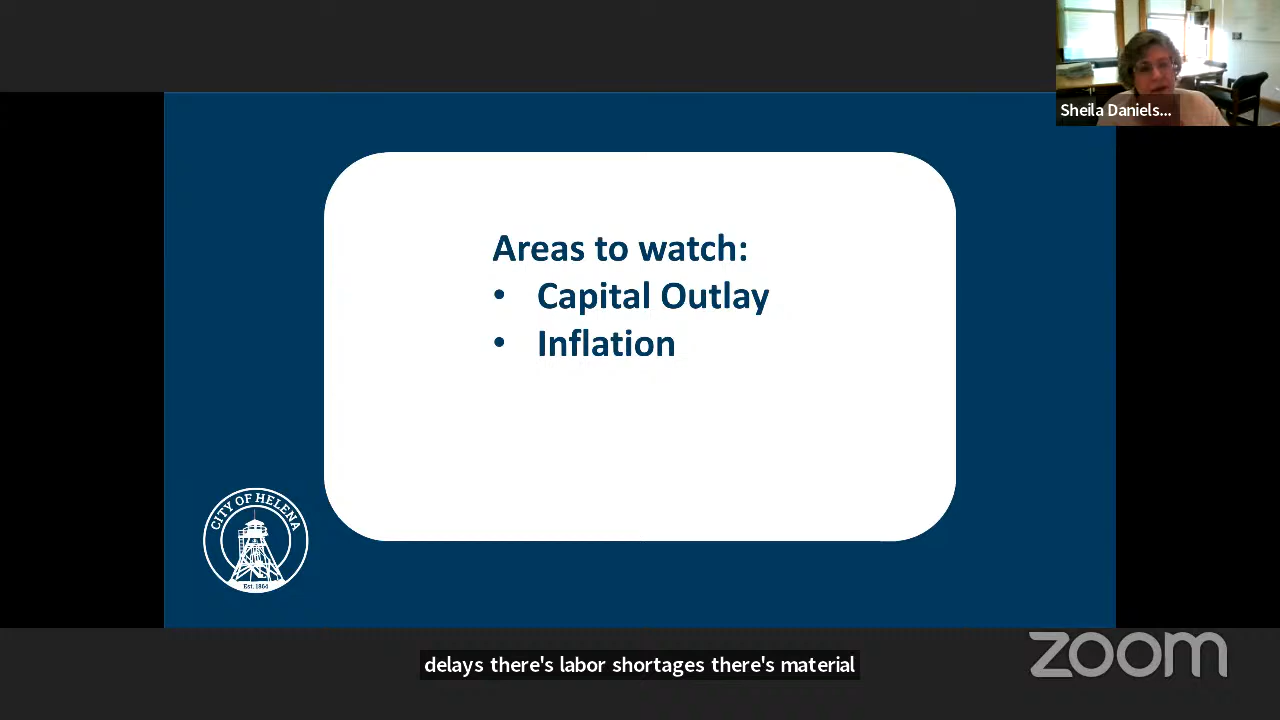 Sheila Daniels...
Areas to watch:
• Capital Outlay
• Inflation
CITY OF HELENA
Est. 1864
delays there's labor shortages there's material
zoom